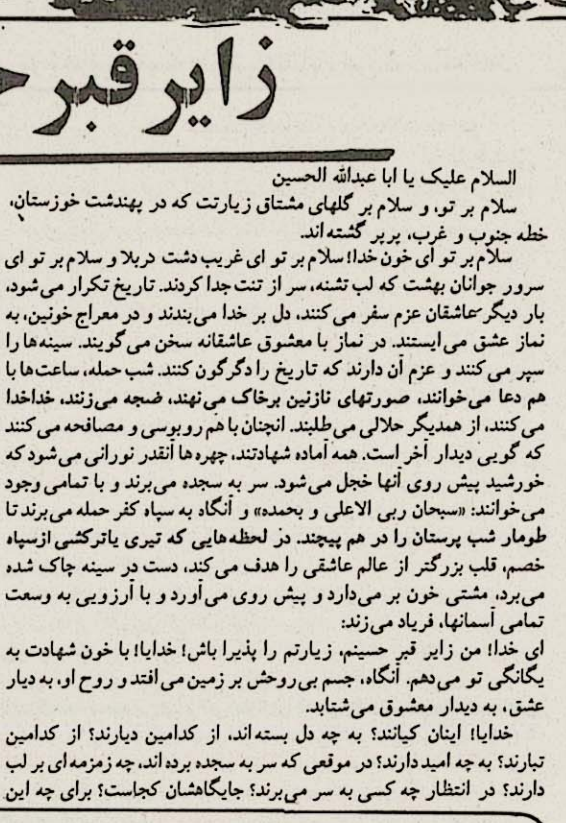 زایر قبر
السلام علیک یا ابا عبدالله الحسین
سلام بر تو، و سلام بر گلهای مشتاق زیارتت که در پهندشت خوزستان،
خطه جنوب و غرب، پرپر گشته‌اند.
سلام بر تو ای خون خدا! سلام بر تو ای غریب دشت دربلا و سلام بر تو ای
سرور جوانان بهشت که لب تشنه، سر از تنت جدا کردند. تاریخ تکرار می‌شود،
بار دیگر عاشقان عزم سفر می‌کنند، دل بر خدا می‌بندند و در معراج خونین، به
نماز عشق می‌ایستند. در نماز با معشوق عاشقانه سخن می‌گویند. سینه‌ها را
سپر می‌کنند و عزم آن دارند که تاریخ را دگرگون کنند. شب حمله، ساعت‌ها با
هم دعا می‌خوانند، صورتهای نازنین برخاک می‌نهند، ضجه می‌زنند، خداخدا
می‌کنند، از همدیگر حلالی می‌طلبند. آنچنان با هم روبوسی و مصافحه می‌کنند
که گویی دیدار آخر است. همه آماده شهادتند، چهره‌ها آنقدر نورانی می‌شود که
خورشید پیش روی آنها خجل می‌شود. سر به سجده می‌برند و با تمامی وجود
می‌خوانند: «سبحان ربی الاعلی و بحمده» و آنگاه به سپاه کفر حمله می‌برند تا
طومار شب پرستان را در هم پیچند. در لحظه‌هایی که تیری یاترکشی ازسپاه
خصم، قلب بزرگتر از عالم عاشقی را هدف می‌کند، دست در سینه چاک شده
می‌برد، مشتی خون بر می‌دارد و پیش روی می‌آورد و با آرزویی به وسعت
تمامی آسمانها، فریاد می‌زند:
ای خدا! من زایر قبر حسینم، زیارتم را پذیرا باش! خدایا! با خون شهادت به
یگانگی تو می‌دهم. آنگاه، جسم بی‌روحش بر زمین می‌افتد و روح او، به دیار
عشق، به دیدار معشوق می‌شتابد.
خدایا! اینان کیانند؟ به چه دل بسته‌اند، از کدامین دیارند؟ از کدامین
تبارند؟ به چه امید دارند؟ در موقعی که سر به سجده برده‌اند، چه زمزمه‌ای بر لب
دارند؟ در انتظار چه کسی به سر می‌برند؟ جایگاهشان کجاست؟ برای چه این